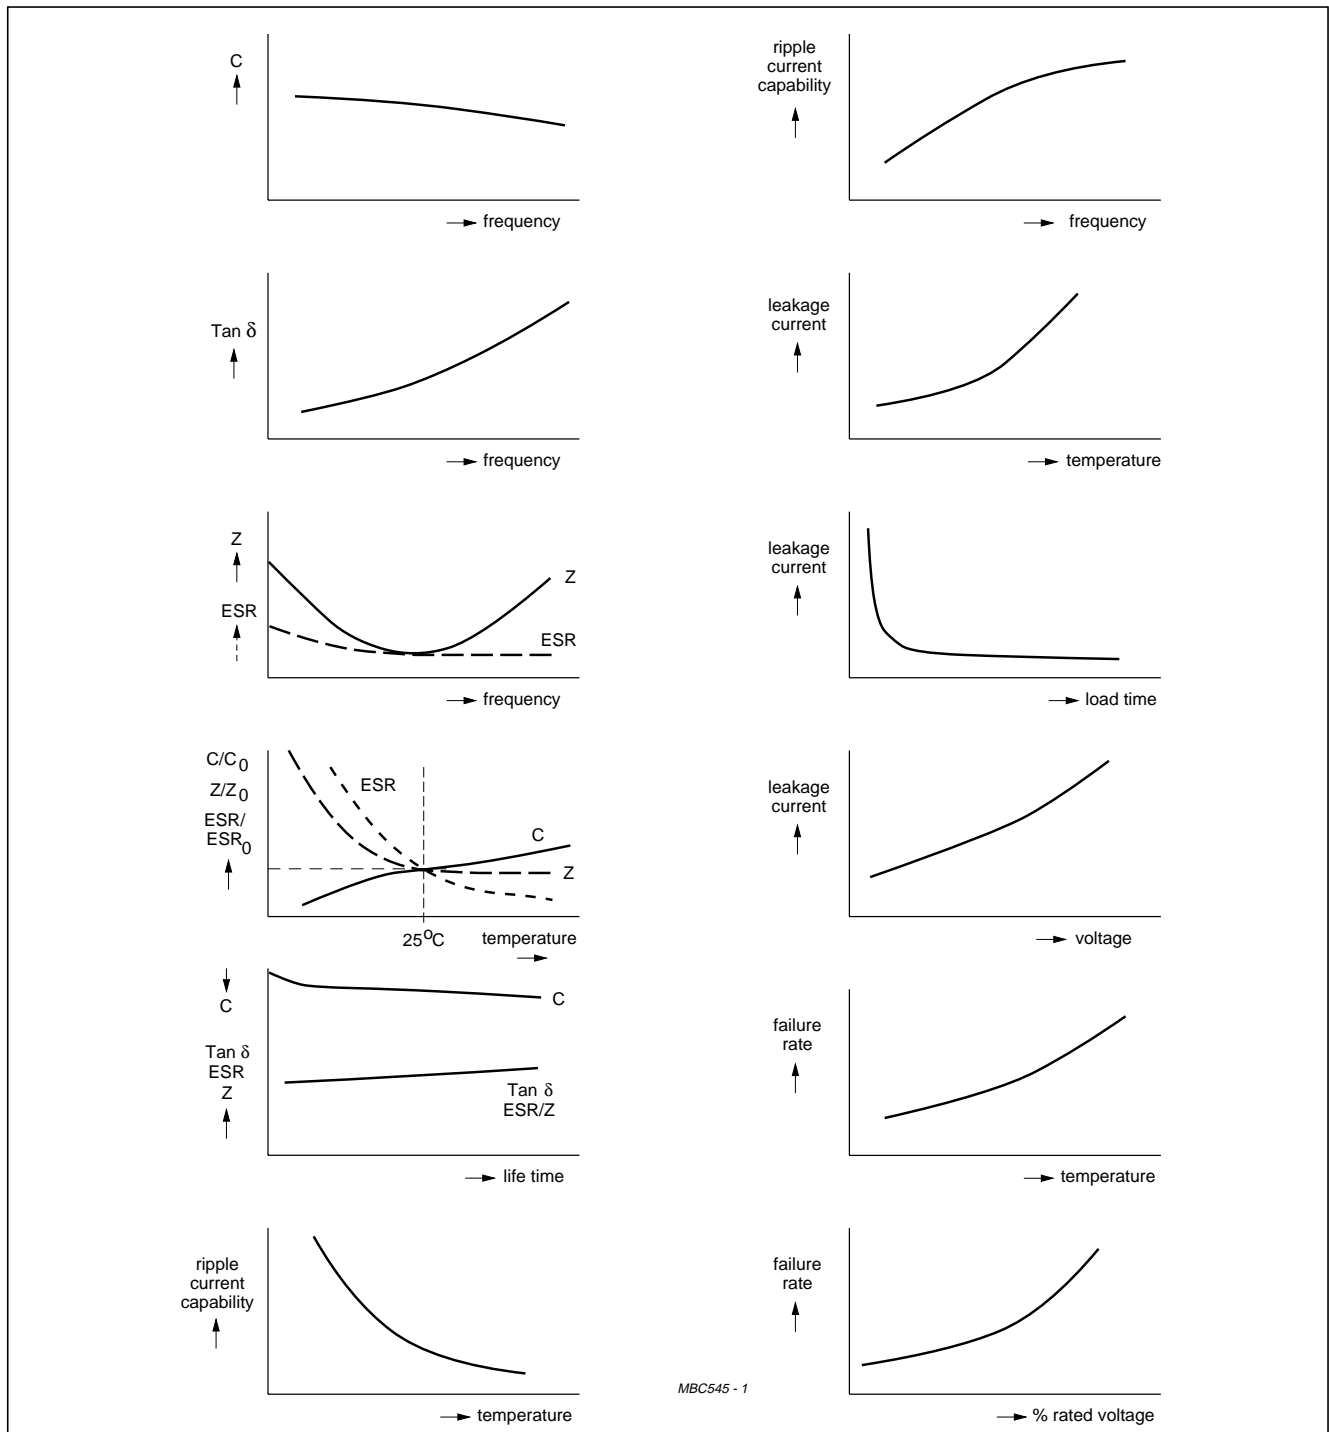 C
frequency
ripple
current
capability
frequency
Tan δ
frequency
leakage
current
temperature
Z
ESR
Z
ESR
frequency
leakage
current
load time
C/C0
Z/Z0
ESR/
ESR0
ESR
C
Z
25°C
temperature
leakage
current
voltage
C
Tan δ
ESR
Z
C
Tan δ
ESR/Z
life time
failure
rate
temperature
ripple
current
capability
temperature
failure
rate
% rated voltage
MBC545 - 1